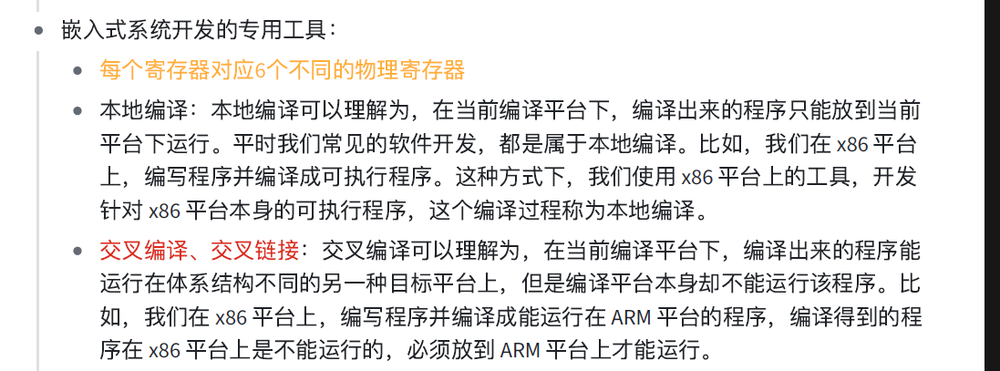 嵌入式系统开发的专用工具：
每个寄存器对应6个不同的物理寄存器
本地编译：本地编译可以理解为，在当前编译平台下，编译出来的程序只能放到当前
平台下运行。平时我们常见的软件开发，都是属于本地编译。比如，我们在 x86 平台
上，编写程序并编译成可执行程序。这种方式下，我们使用 x86 平台上的工具，开发
针对 x86 平台本身的可执行程序，这个编译过程称为本地编译。
交叉编译、交叉链接：交叉编译可以理解为，在当前编译平台下，编译出来的程序能
运行在体系结构不同的另一种目标平台上，但是编译平台本身却不能运行该程序。比
如，我们在 x86 平台上，编写程序并编译成能运行在 ARM 平台的程序，编译得到的程
序在 x86 平台上是不能运行的，必须放到 ARM 平台上才能运行。